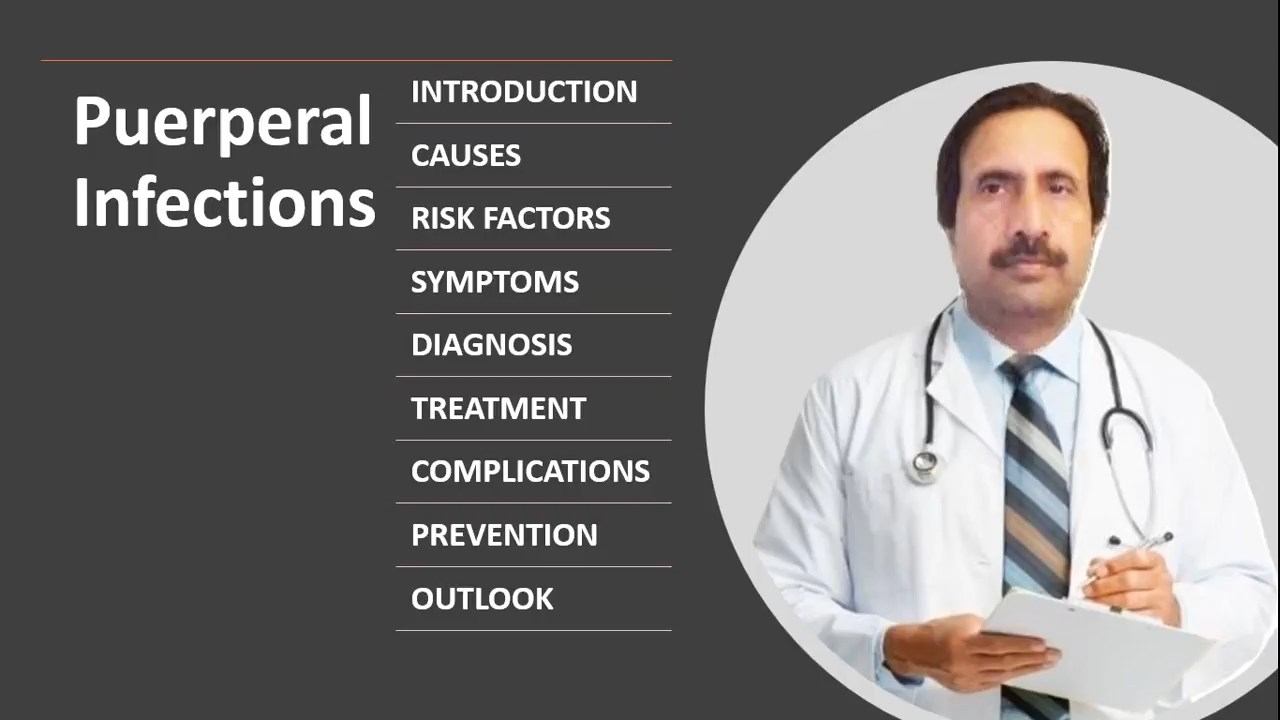 Puerperal
Infections
INTRODUCTION
CAUSES
RISK FACTORS
SYMPTOMS
DIAGNOSIS
TREATMENT
COMPLICATIONS
PREVENTION
OUTLOOK